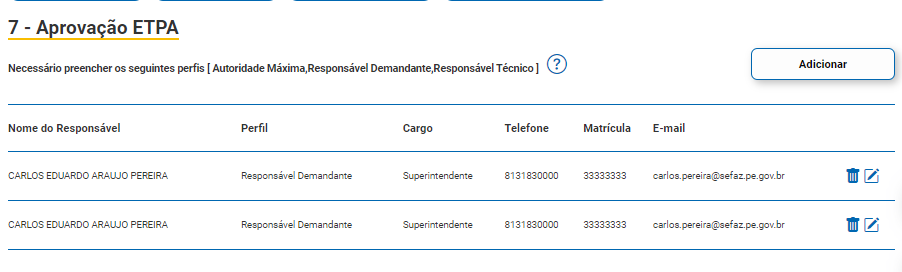 7 - Aprovação ETPA
Necessário preencher os seguintes perfis [ Autoridade Máxima,Responsável Demandante,Responsável Técnico ] ?
Adicionar
Nome do Responsável Perfil Cargo Telefone Matrícula E-mail
CARLOS EDUARDO ARAUJO PEREIRA Responsável Demandante Superintendente 8131830000 33333333 carlos.pereira@sefaz.pe.gov.br
CARLOS EDUARDO ARAUJO PEREIRA Responsável Demandante Superintendente 8131830000 33333333 carlos.pereira@sefaz.pe.gov.br